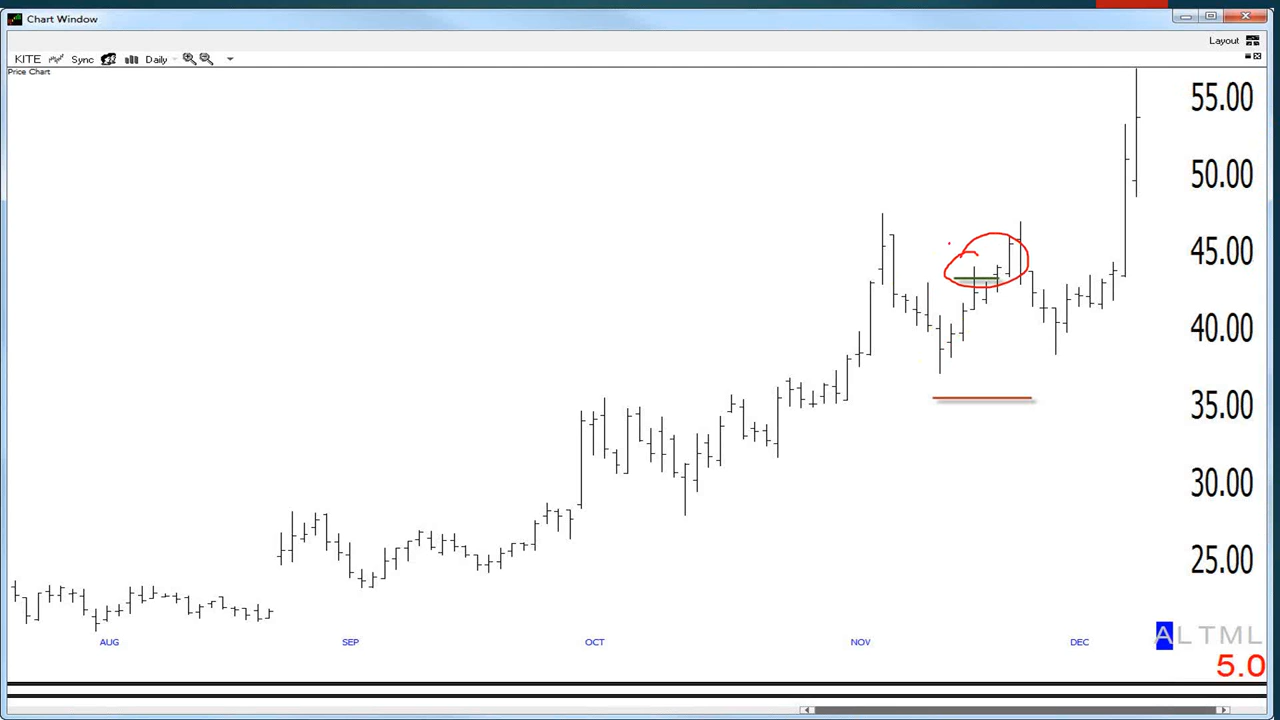 Chart Window
Layout
KITE Sync Daily
Price Chart
55.00
50.00
45.00
40.00
35.00
30.00
25.00
AUG SEP OCT NOV DEC
A L T M L
5.0